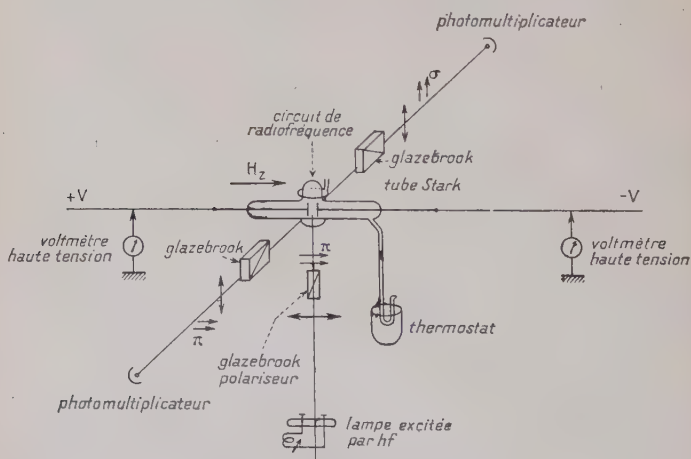 photomultiplicateur
σ
circuit de
radiofréquence
glazebrook
H_Z
tube Stark
+V
-V
voltmètre
haute tension
glazebrook
π
voltmètre
haute tension
π
thermostat
glazebrook
polariseur
photomultiplicateur
lampe excitée
par hf